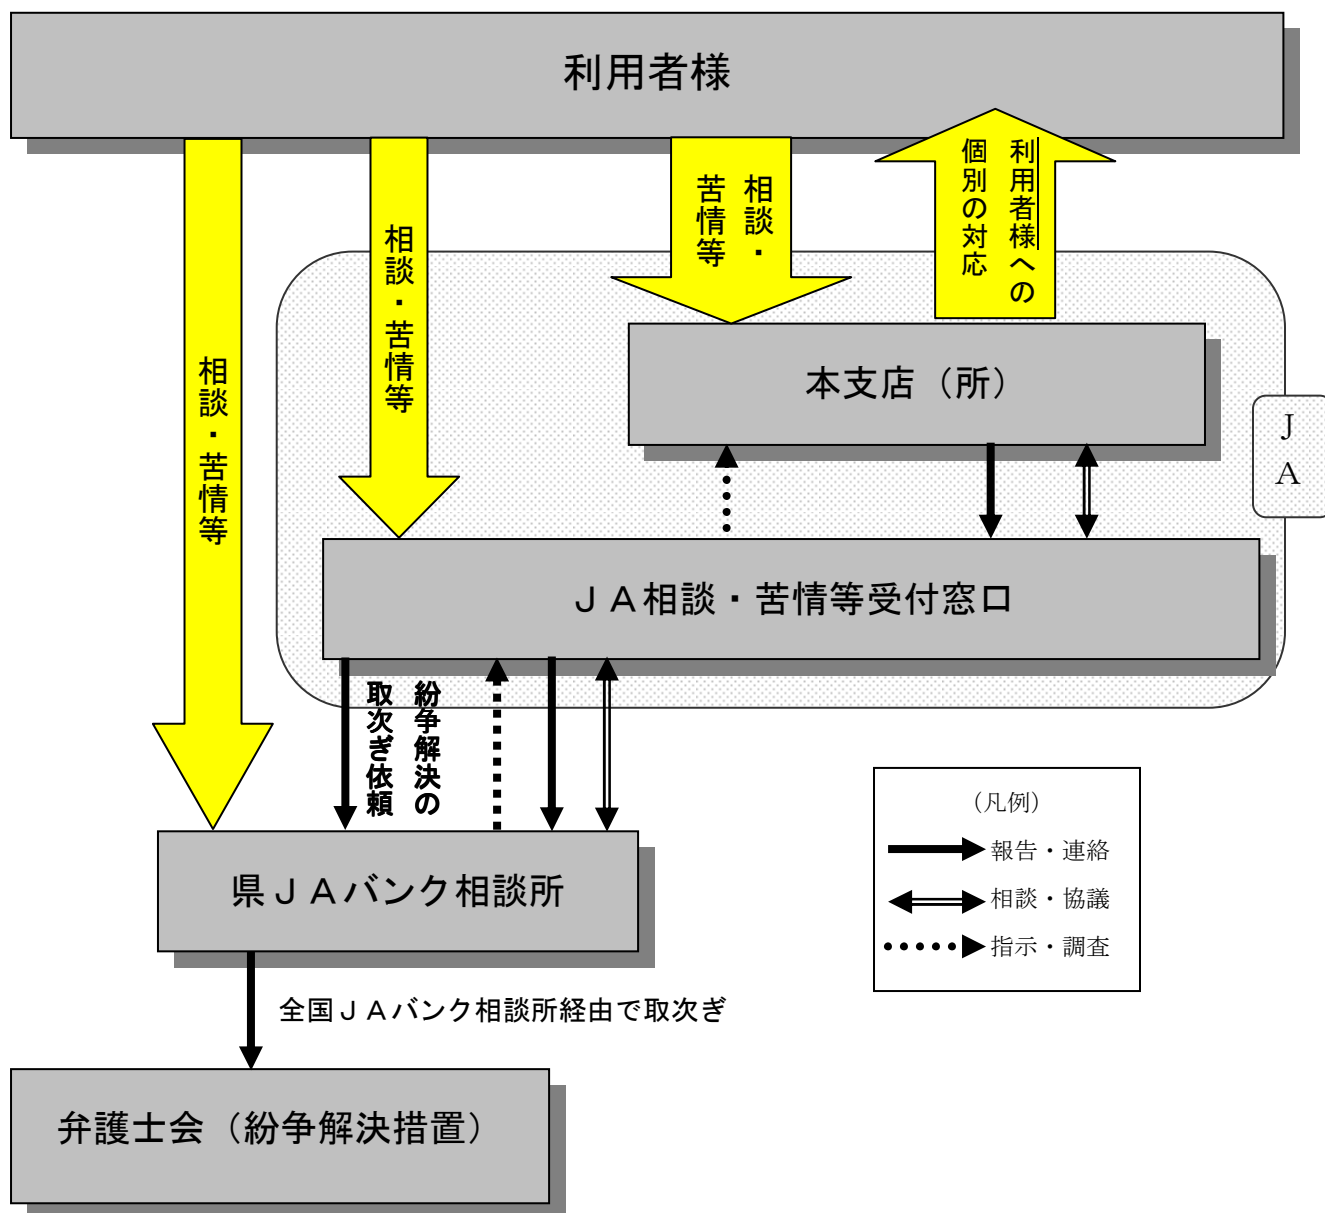 利用者様
相談・苦情等
相談・苦情等
相談・
苦情等
利用者様への
個別の対応
本支店（所）
ＪＡ
ＪＡ相談・苦情等受付窓口
紛争解決の
取次ぎ依頼
県ＪＡバンク相談所
（凡例）
報告・連絡
相談・協議
指示・調査
全国ＪＡバンク相談所経由で取次ぎ
弁護士会（紛争解決措置）